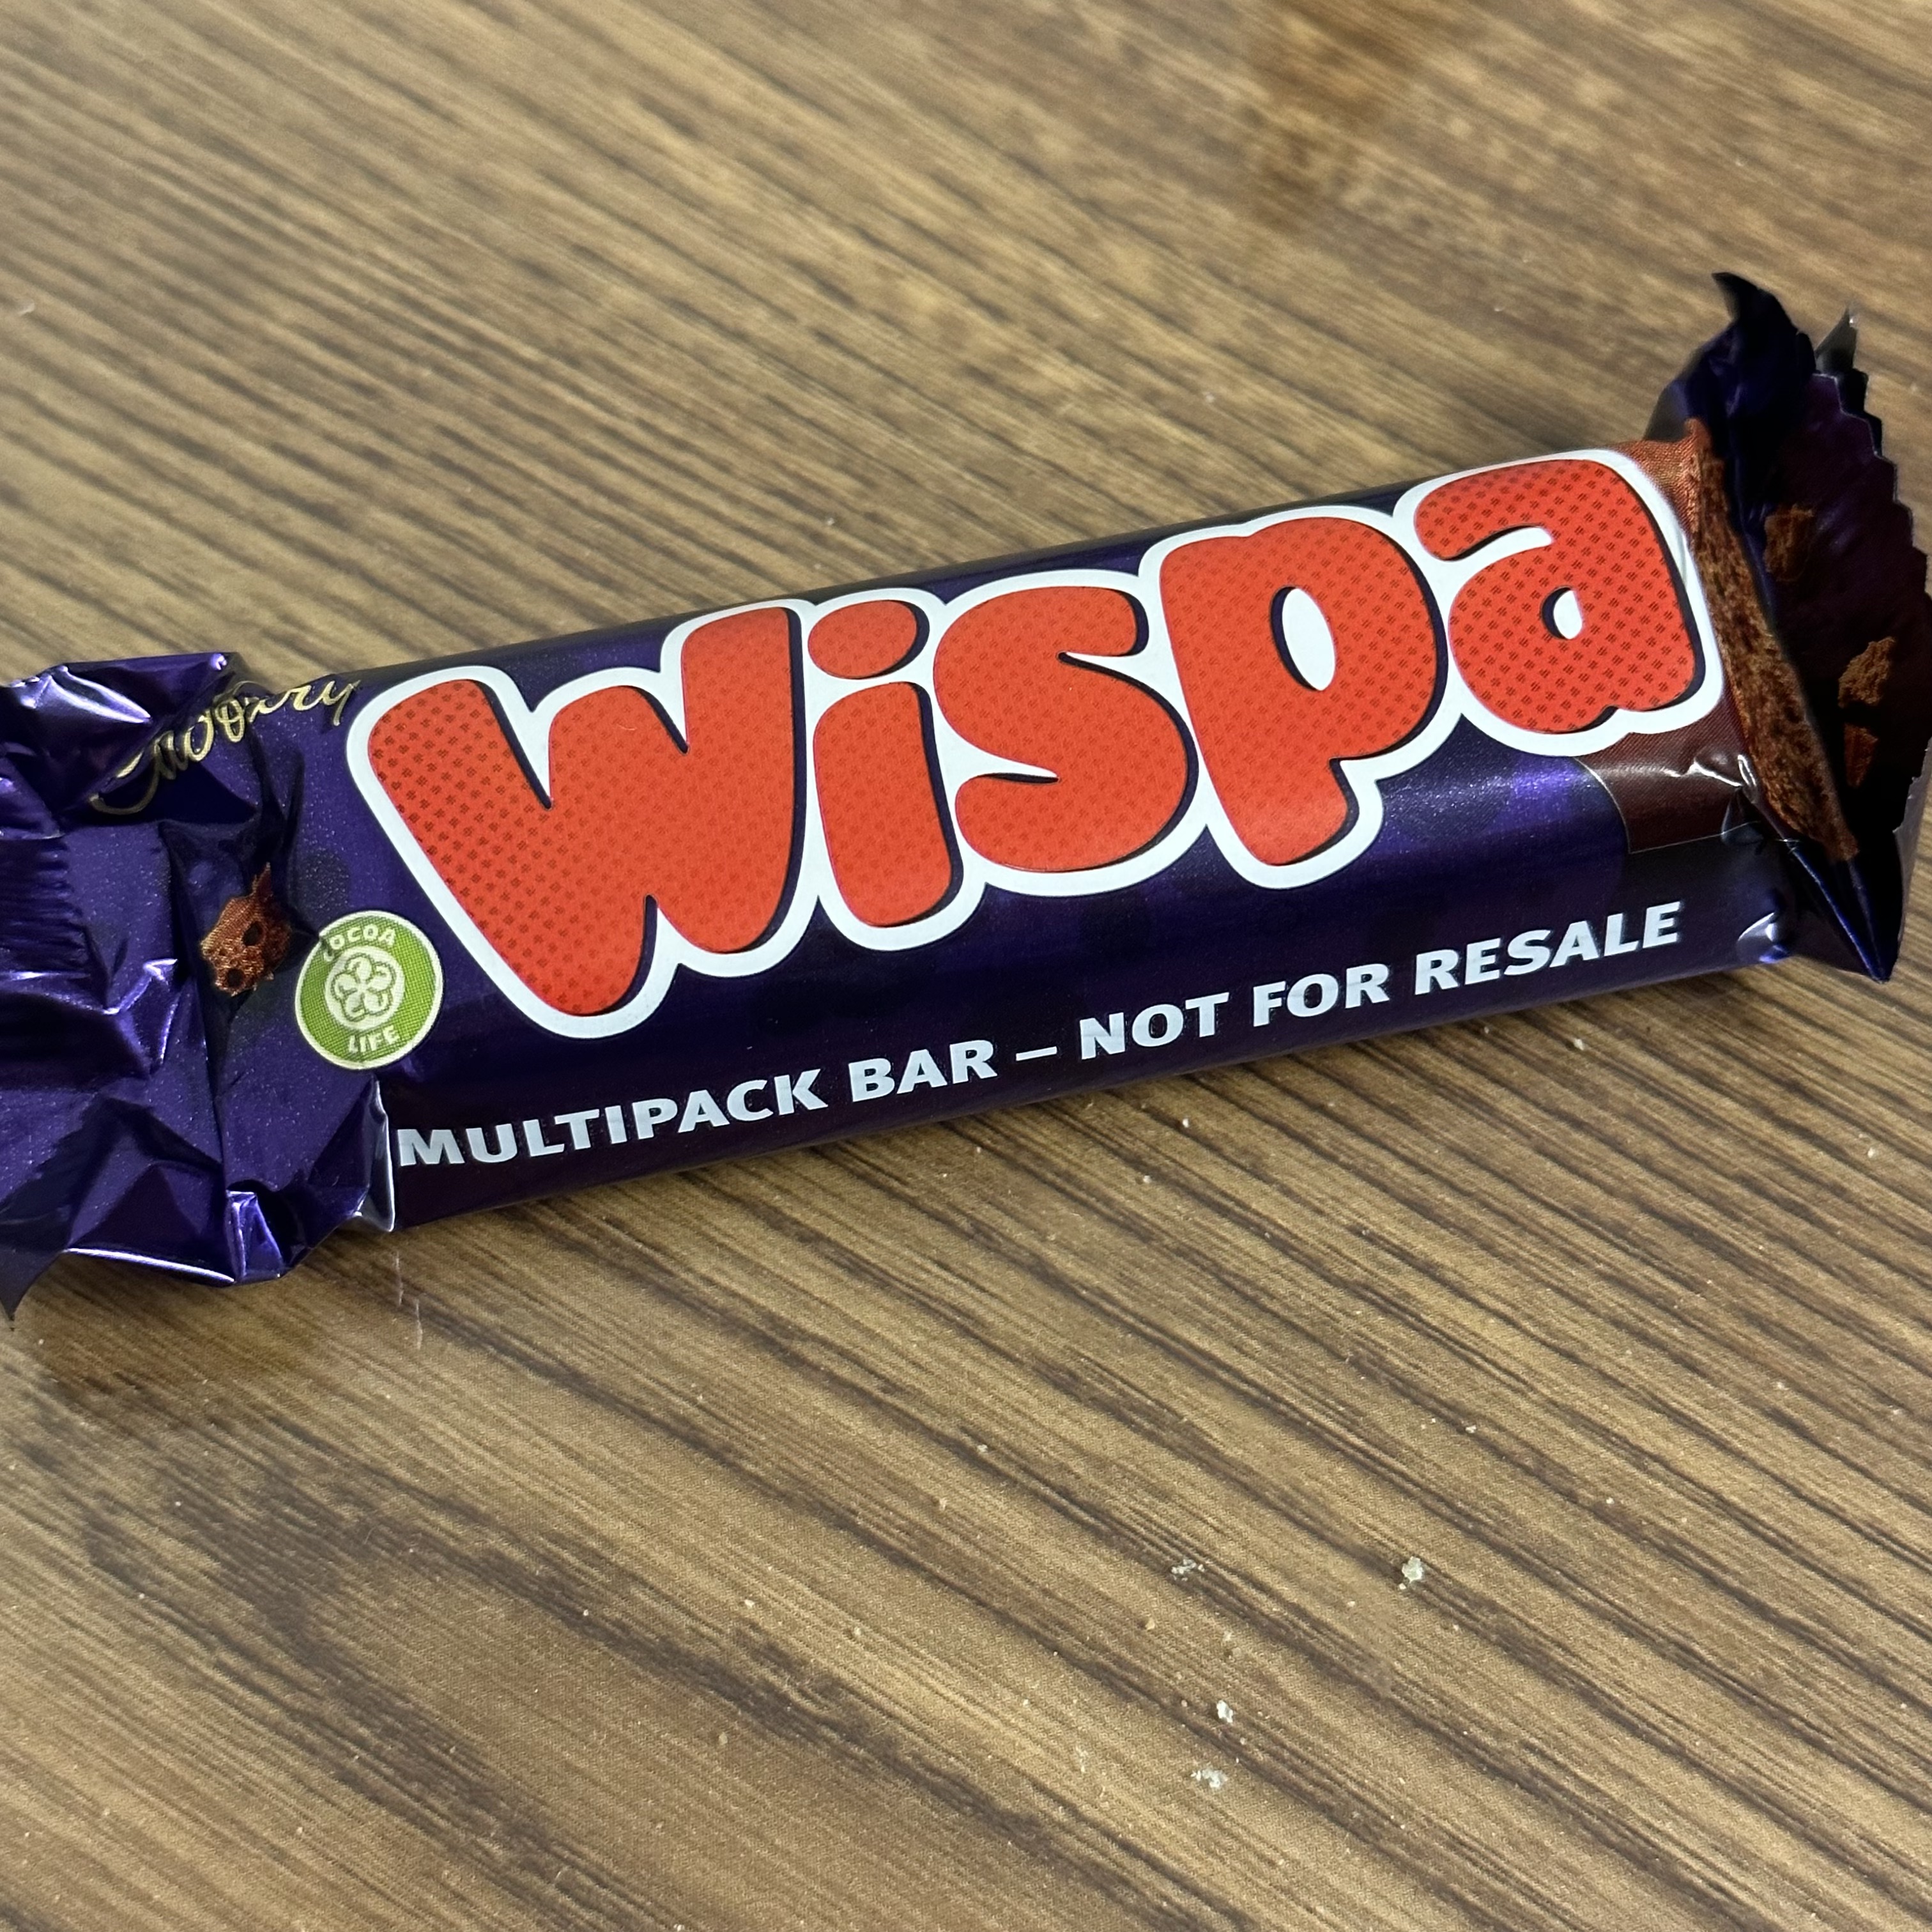 Cadbury
Wispa
COCOA
LIFE
MULTIPACK BAR – NOT FOR RESALE